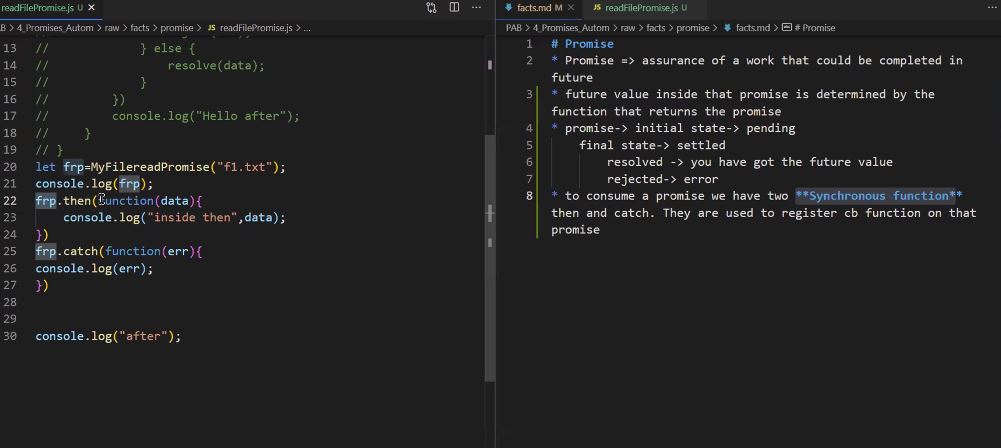 readFilePromise.js U
B > 4_Promises_Autom > raw > facts > promise > JS readFilePromise.js > ...
13 // } else {
14 // resolve(data);
15 // }
16 // })
17 // console.log("Hello after");
18 // }
19 // }
20 let frp=MyFilereadPromise("f1.txt");
21 console.log(frp);
22 frp.then(function(data){
23 console.log("inside then",data);
24 })
25 frp.catch(function(err){
26 console.log(err);
27 })
28
29
30 console.log("after");
facts.md M JS readFilePromise.js U
PAB > 4_Promises_Autom > raw > facts > promise > facts.md > # Promise
1 # Promise
2 * Promise => assurance of a work that could be completed in
future
3 * future value inside that promise is determined by the
function that returns the promise
4 * promise-> initial state-> pending
5 final state-> settled
6 resolved -> you have got the future value
7 rejected-> error
8 * to consume a promise we have two **Synchronous function**
then and catch. They are used to register cb function on that
promise